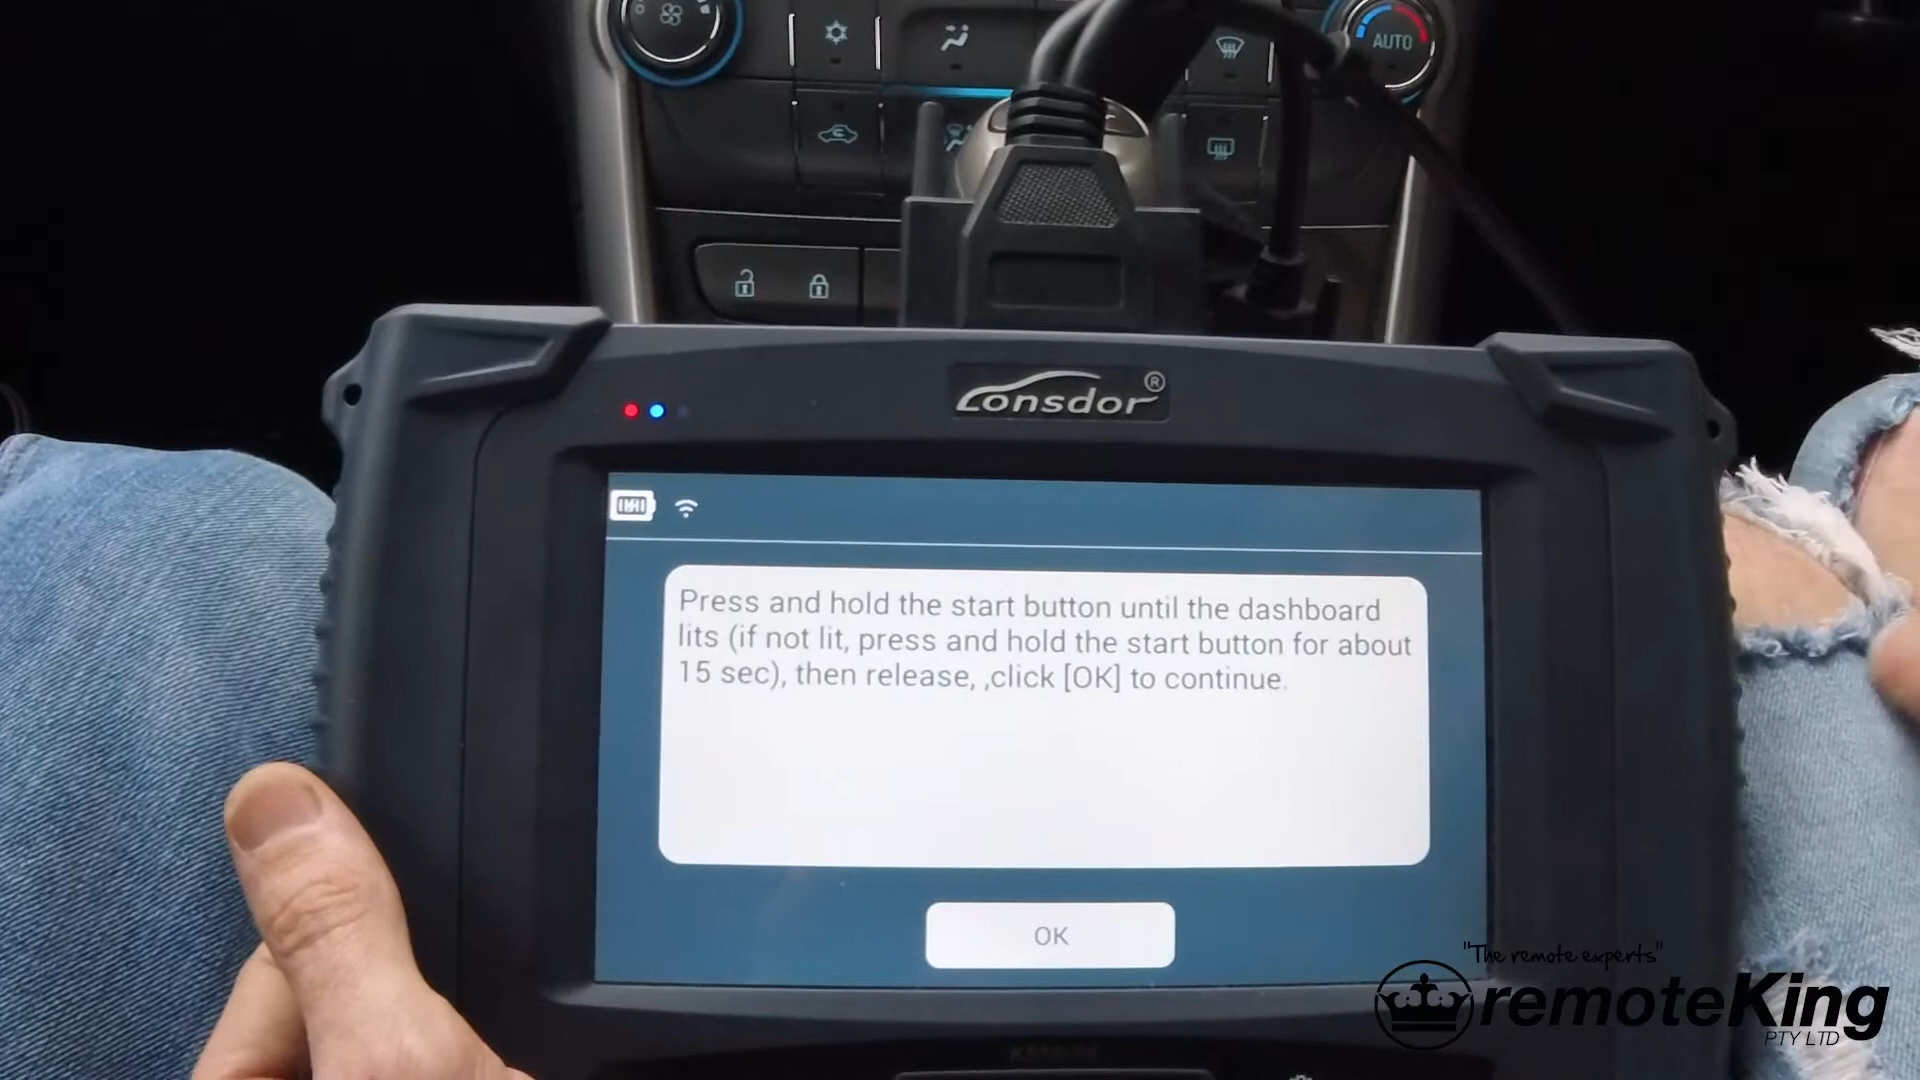 AUTO
Lonsdor ®
Press and hold the start button until the dashboard
lits (if not lit, press and hold the start button for about
15 sec), then release, ,click [OK] to continue.
OK
"The remote experts"
remoteKing
PTY LTD